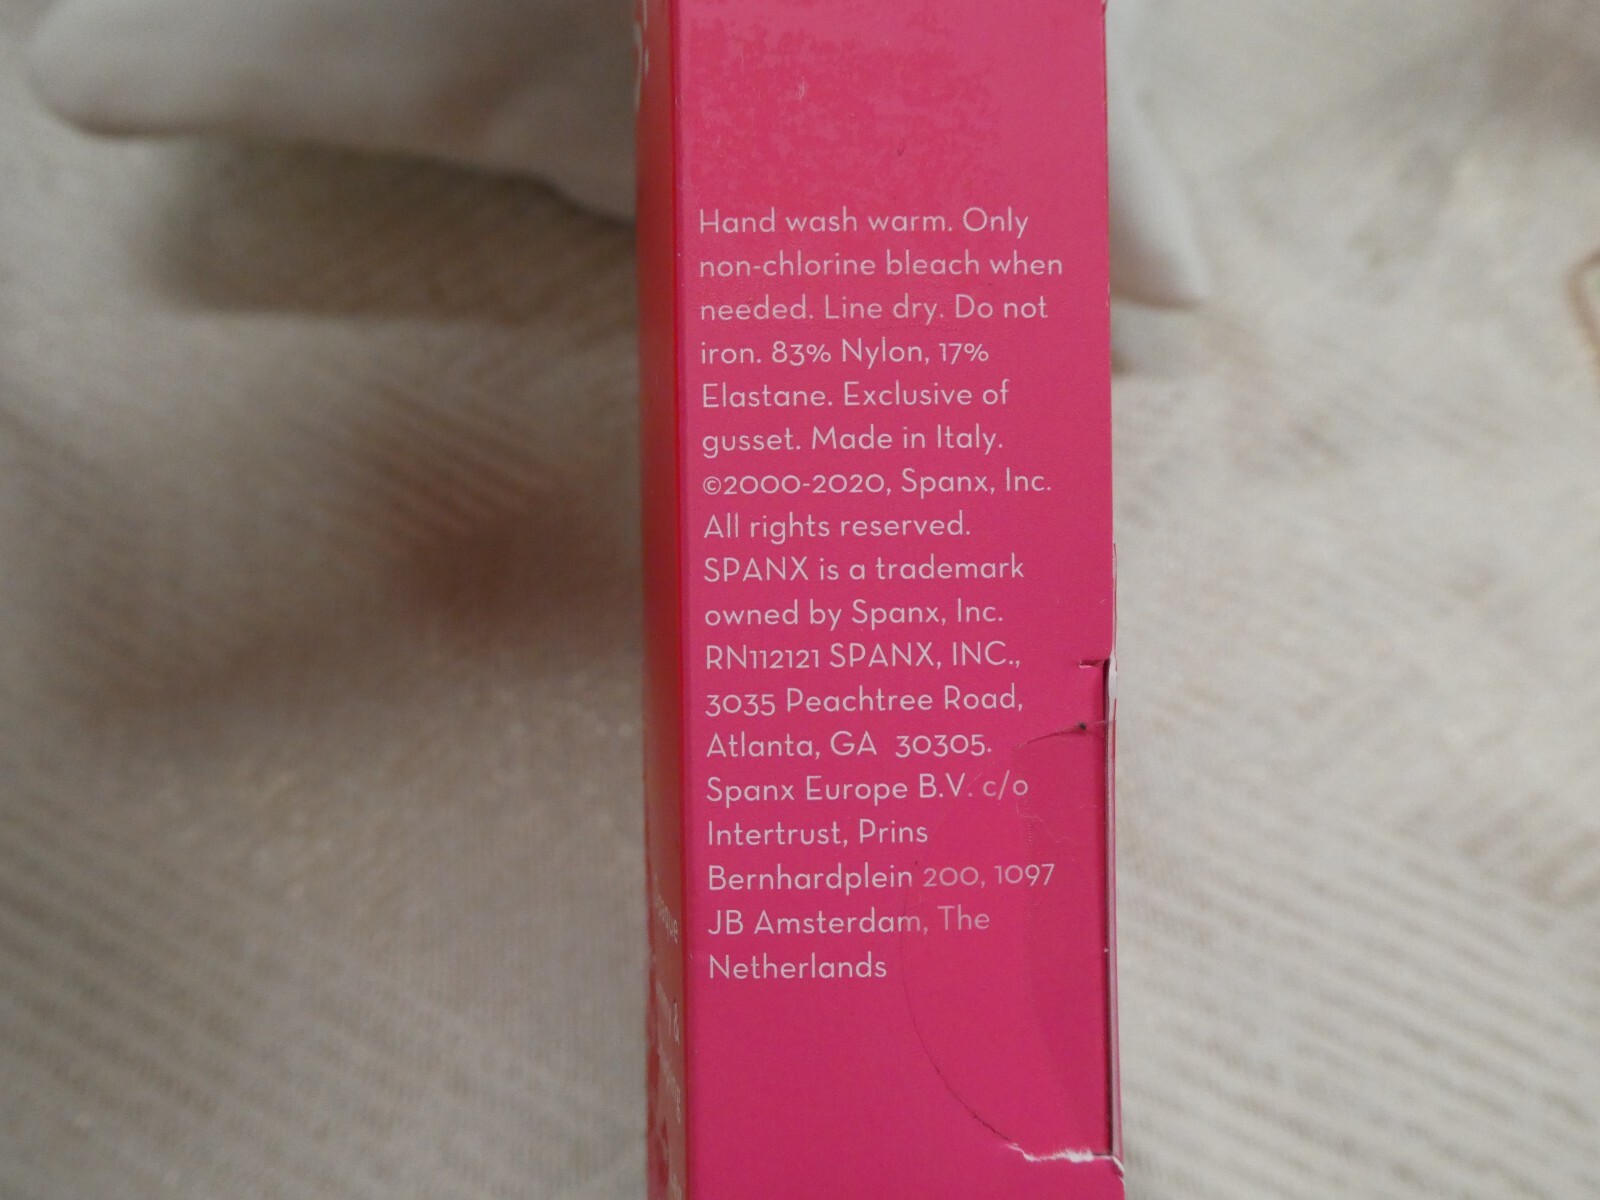 Hand wash warm. Only
non-chlorine bleach when
needed. Line dry. Do not
iron. 83% Nylon, 17%
Elastane. Exclusive of
gusset. Made in Italy.
©2000-2020, Spanx, Inc.
All rights reserved.
SPANX is a trademark
owned by Spanx, Inc.
RN112121 SPANX, INC.,
3035 Peachtree Road,
Atlanta, GA 30305.
Spanx Europe B.V. c/o
Intertrust, Prins
Bernhardplein 200, 1097
JB Amsterdam, The
Netherlands
&